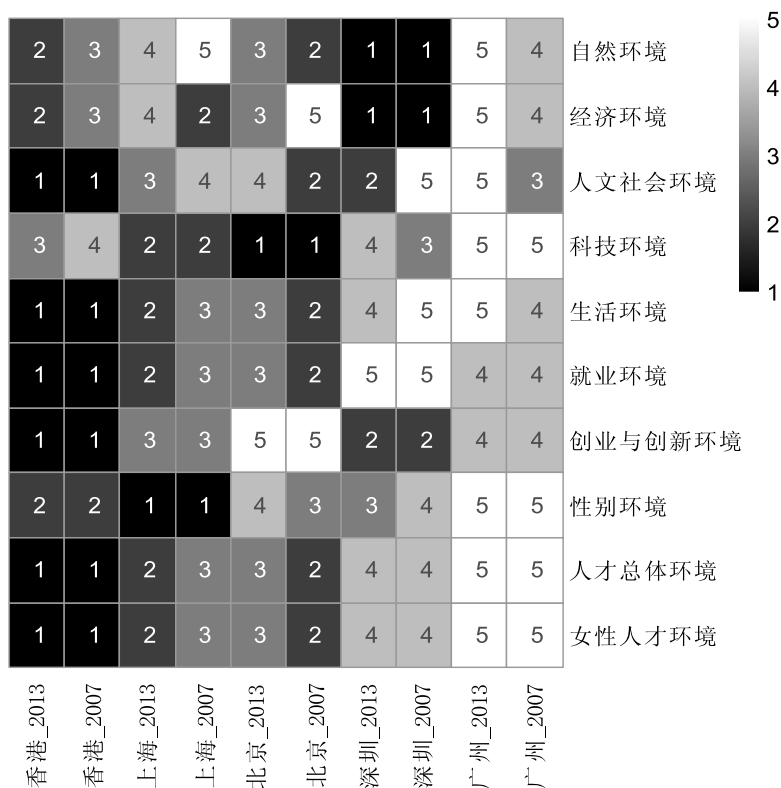 2 3 4 5 3 2 1 1 5 4 自然环境
2 3 4 2 3 5 1 1 5 4 经济环境
1 1 3 4 4 2 2 5 5 3 人文社会环境
3 4 2 2 1 1 4 3 5 5 科技环境
1 1 2 3 3 2 4 5 5 4 生活环境
1 1 2 3 3 2 5 5 4 4 就业环境
1 1 3 3 5 5 2 2 4 4 创业与创新环境
2 2 1 1 4 3 3 4 5 5 性别环境
1 1 2 3 3 2 4 4 5 5 人才总体环境
1 1 2 3 3 2 4 4 5 5 女性人才环境
香港_2013
香港_2007
上海_2013
上海_2007
北京_2013
北京_2007
深圳_2013
深圳_2007
广州_2013
广州_2007
5
4
3
2
1